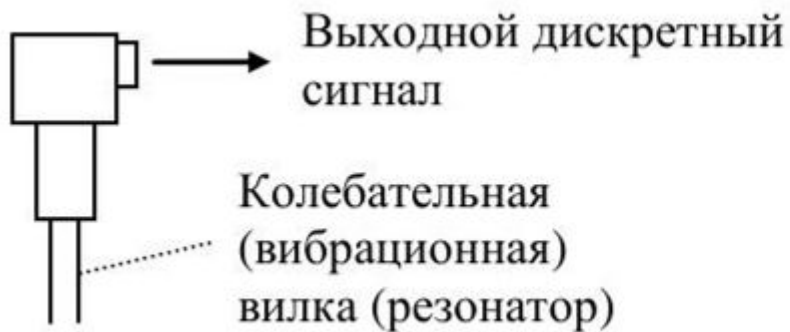 Выходной дискретный
сигнал
Колебательная
(вибрационная)
вилка (резонатор)